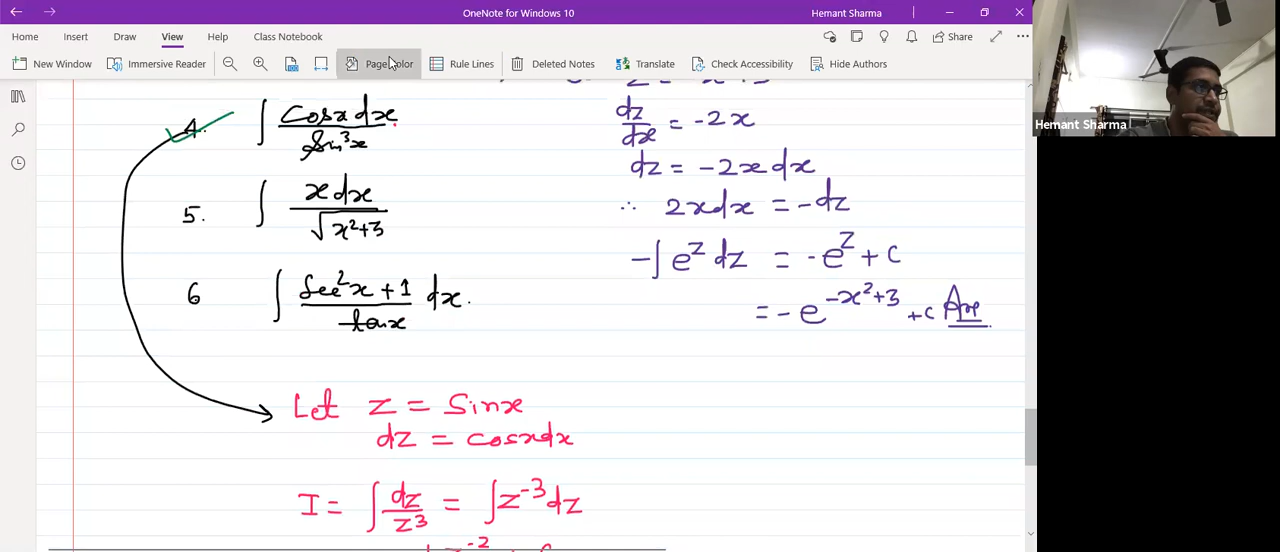 OneNote for Windows 10
Hemant Sharma
Home Insert Draw View Help Class Notebook
Share
New Window Immersive Reader Page Color Rule Lines Deleted Notes Translate Check Accessibility Hide Authors
4. ∫ Cosx dx / Sin³x
5. ∫ x dx / √x²+3
6 ∫ Sec²x + 1 / tanx dx.
dz/dx = -2x
dz = -2x dx
∴ 2x dx = -dz
-∫ e^z dz = -e^z + c
= -e^(-x²+3) + c Ans
Let z = Sinx
dz = cosx dx
I = ∫ dz/z³ = ∫ z^-3 dz
Hemant Sharma